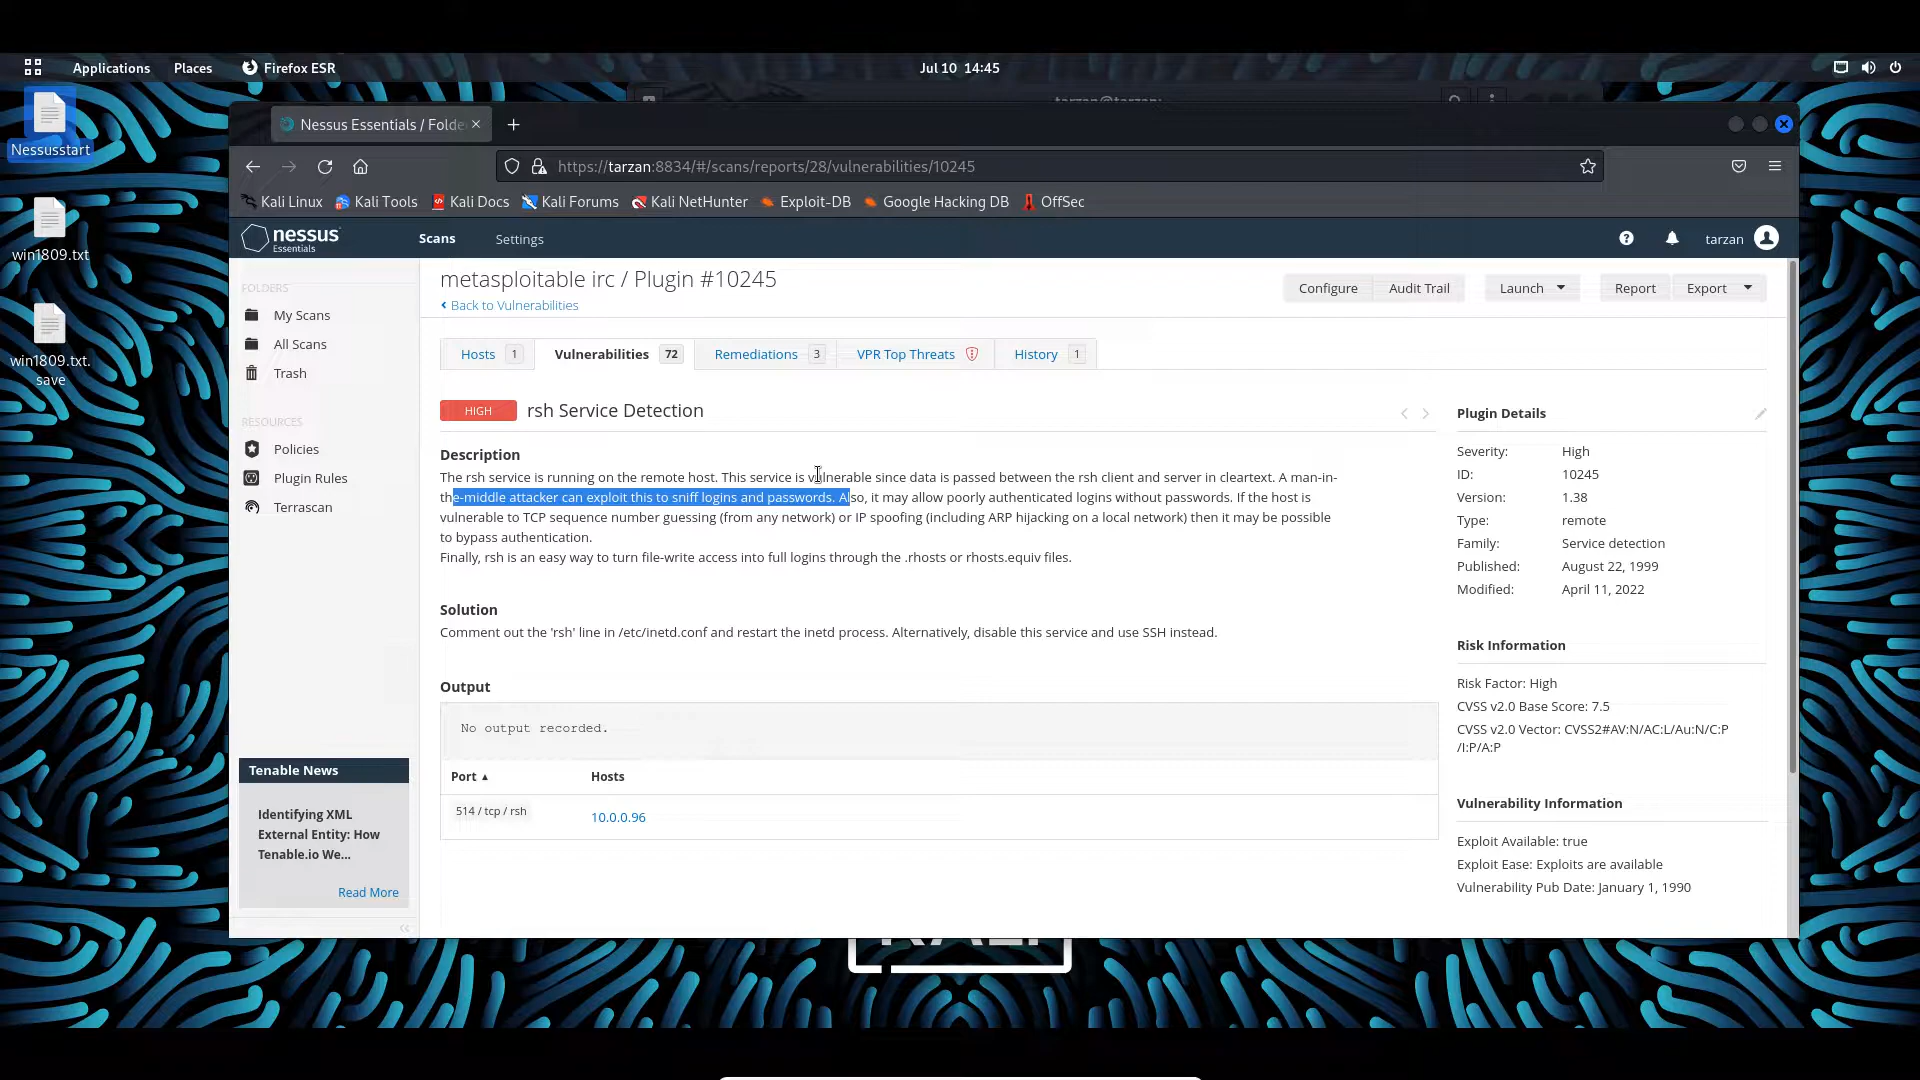 Applications Places Firefox ESR Jul 10 14:45
Nessusstart
win1809.txt
win1809.txt.
save
Nessus Essentials / Folde
https://tarzan:8834/#/scans/reports/28/vulnerabilities/10245
Kali Linux Kali Tools Kali Docs Kali Forums Kali NetHunter Exploit-DB Google Hacking DB OffSec
nessus
Essentials
Scans Settings tarzan
FOLDERS
My Scans
All Scans
Trash
RESOURCES
Policies
Plugin Rules
Terrascan
Tenable News
Identifying XML
External Entity: How
Tenable.io We...
Read More
metasploitable irc / Plugin #10245
Back to Vulnerabilities
Configure Audit Trail Launch Report Export
Hosts 1 Vulnerabilities 72 Remediations 3 VPR Top Threats History 1
HIGH rsh Service Detection
Description
The rsh service is running on the remote host. This service is vulnerable since data is passed between the rsh client and server in cleartext. A man-in-
the-middle attacker can exploit this to sniff logins and passwords. Also, it may allow poorly authenticated logins without passwords. If the host is
vulnerable to TCP sequence number guessing (from any network) or IP spoofing (including ARP hijacking on a local network) then it may be possible
to bypass authentication.
Finally, rsh is an easy way to turn file-write access into full logins through the .rhosts or rhosts.equiv files.
Solution
Comment out the 'rsh' line in /etc/inetd.conf and restart the inetd process. Alternatively, disable this service and use SSH instead.
Output
No output recorded.
Port Hosts
514 / tcp / rsh 10.0.0.96
Plugin Details
Severity: High
ID: 10245
Version: 1.38
Type: remote
Family: Service detection
Published: August 22, 1999
Modified: April 11, 2022
Risk Information
Risk Factor: High
CVSS v2.0 Base Score: 7.5
CVSS v2.0 Vector: CVSS2#AV:N/AC:L/Au:N/C:P
/I:P/A:P
Vulnerability Information
Exploit Available: true
Exploit Ease: Exploits are available
Vulnerability Pub Date: January 1, 1990